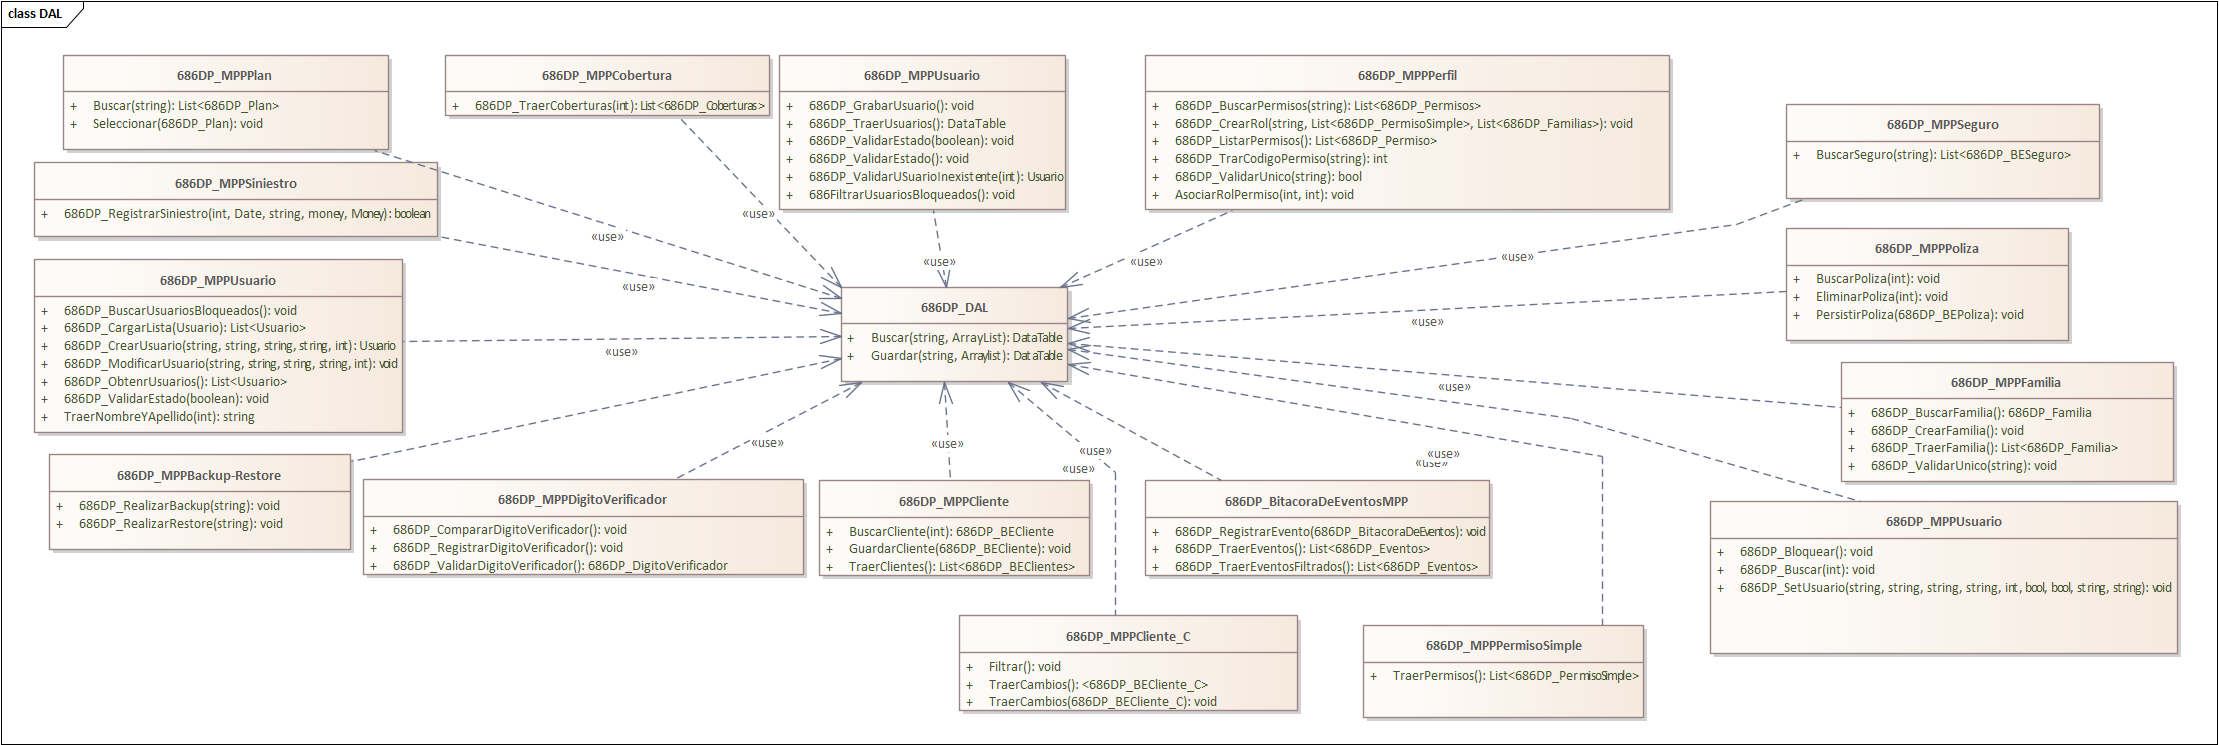 class DAL
686DP_MPPPlan
+ Buscar(string): List<686DP_Plan>
+ Seleccionar(686DP_Plan): void
686DP_MPPCobertura
+ 686DP_TraerCoberturas(int): List<686DP_Coberturas>
686DP_MPPUsuario
+ 686DP_GrabarUsuario(): void
+ 686DP_TraerUsuarios(): DataTable
+ 686DP_ValidarEstado(boolean): void
+ 686DP_ValidarEstado(): void
+ 686DP_ValidarUSuarioInexistente(int): Usuario
+ 686FiltrarUsuariosBloqueados(): void
686DP_MPPPerfil
+ 686DP_BuscarPermisos(string): List<686DP_Permisos>
+ 686DP_CrearRol(string, List<686DP_PermisoSimple>, List<686DP_Familias>): void
+ 686DP_ListarPermisos(): List<686DP_Permiso>
+ 686DP_TrarCodigoPermiso(string): int
+ 686DP_ValidarUnico(string): bool
+ AsociarRolPermiso(int, int): void
686DP_MPPSeguro
+ BuscarSeguro(string): List<686DP_BESeguro>
686DP_MPPSiniestro
+ 686DP_RegistrarSiniestro(int, Date, string, money, Money): boolean
«use»
«use»
«use»
«use»
«use»
«use»
686DP_MPPPoliza
+ BuscarPoliza(int): void
+ EliminarPoliza(int): void
+ PersistirPoliza(686DP_BEPoliza): void
686DP_MPPUsuario
+ 686DP_BuscarUsuariosBloqueados(): void
+ 686DP_CargarLista(Usuario): List<Usuario>
+ 686DP_CrearUsuario(string, string, string, string, int): Usuario
+ 686DP_ModificarUsuario(string, string, string, string, int): void
+ 686DP_ObtenrUsuarios(): List<Usuario>
+ 686DP_ValidarEstado(boolean): void
+ TraerNombreYApellido(int): string
686DP_DAL
+ Buscar(string, ArrayList): DataTable
+ Guardar(string, Arraylist): DataTable
«use»
«use»
«use»
686DP_MPPFamilia
+ 686DP_BuscarFamilia(): 686DP_Familia
+ 686DP_CrearFamilia(): void
+ 686DP_TraerFamilia(): List<686DP_Familia>
+ 686DP_ValidarUnico(string): void
«use»
«use»
«use»
«use»
«use»
«use»
686DP_MPPBackup-Restore
+ 686DP_RealizarBackup(string): void
+ 686DP_RealizarRestore(string): void
686DP_MPPDigitoVerificador
+ 686DP_CompararDigitoVerificador(): void
+ 686DP_RegistrarDigitoVerificador(): void
+ 686DP_ValidarDigitoVerificador(): 686DP_DigitoVerificador
686DP_MPPCliente
+ BuscarCliente(int): 686DP_BECliente
+ GuardarCliente(686DP_BECliente): void
+ TraerClientes(): List<686DP_BEClientes>
686DP_BitacoraDeEventosMPP
+ 686DP_RegistrarEvento(686DP_BitacoraDeEventos): void
+ 686DP_TraerEventos(): List<686DP_Eventos>
+ 686DP_TraerEventosFiltrados(): List<686DP_Eventos>
686DP_MPPUsuario
+ 686DP_Bloquear(): void
+ 686DP_Buscar(int): void
+ 686DP_SetUsuario(string, string, string, string, int, bool, bool, string, string): void
686DP_MPPCliente_C
+ Filtrar(): void
+ TraerCambios(): <686DP_BECliente_C>
+ TraerCambios(686DP_BECliente_C): void
686DP_MPPPermisoSimple
+ TraerPermisos(): List<686DP_PermisoSimple>